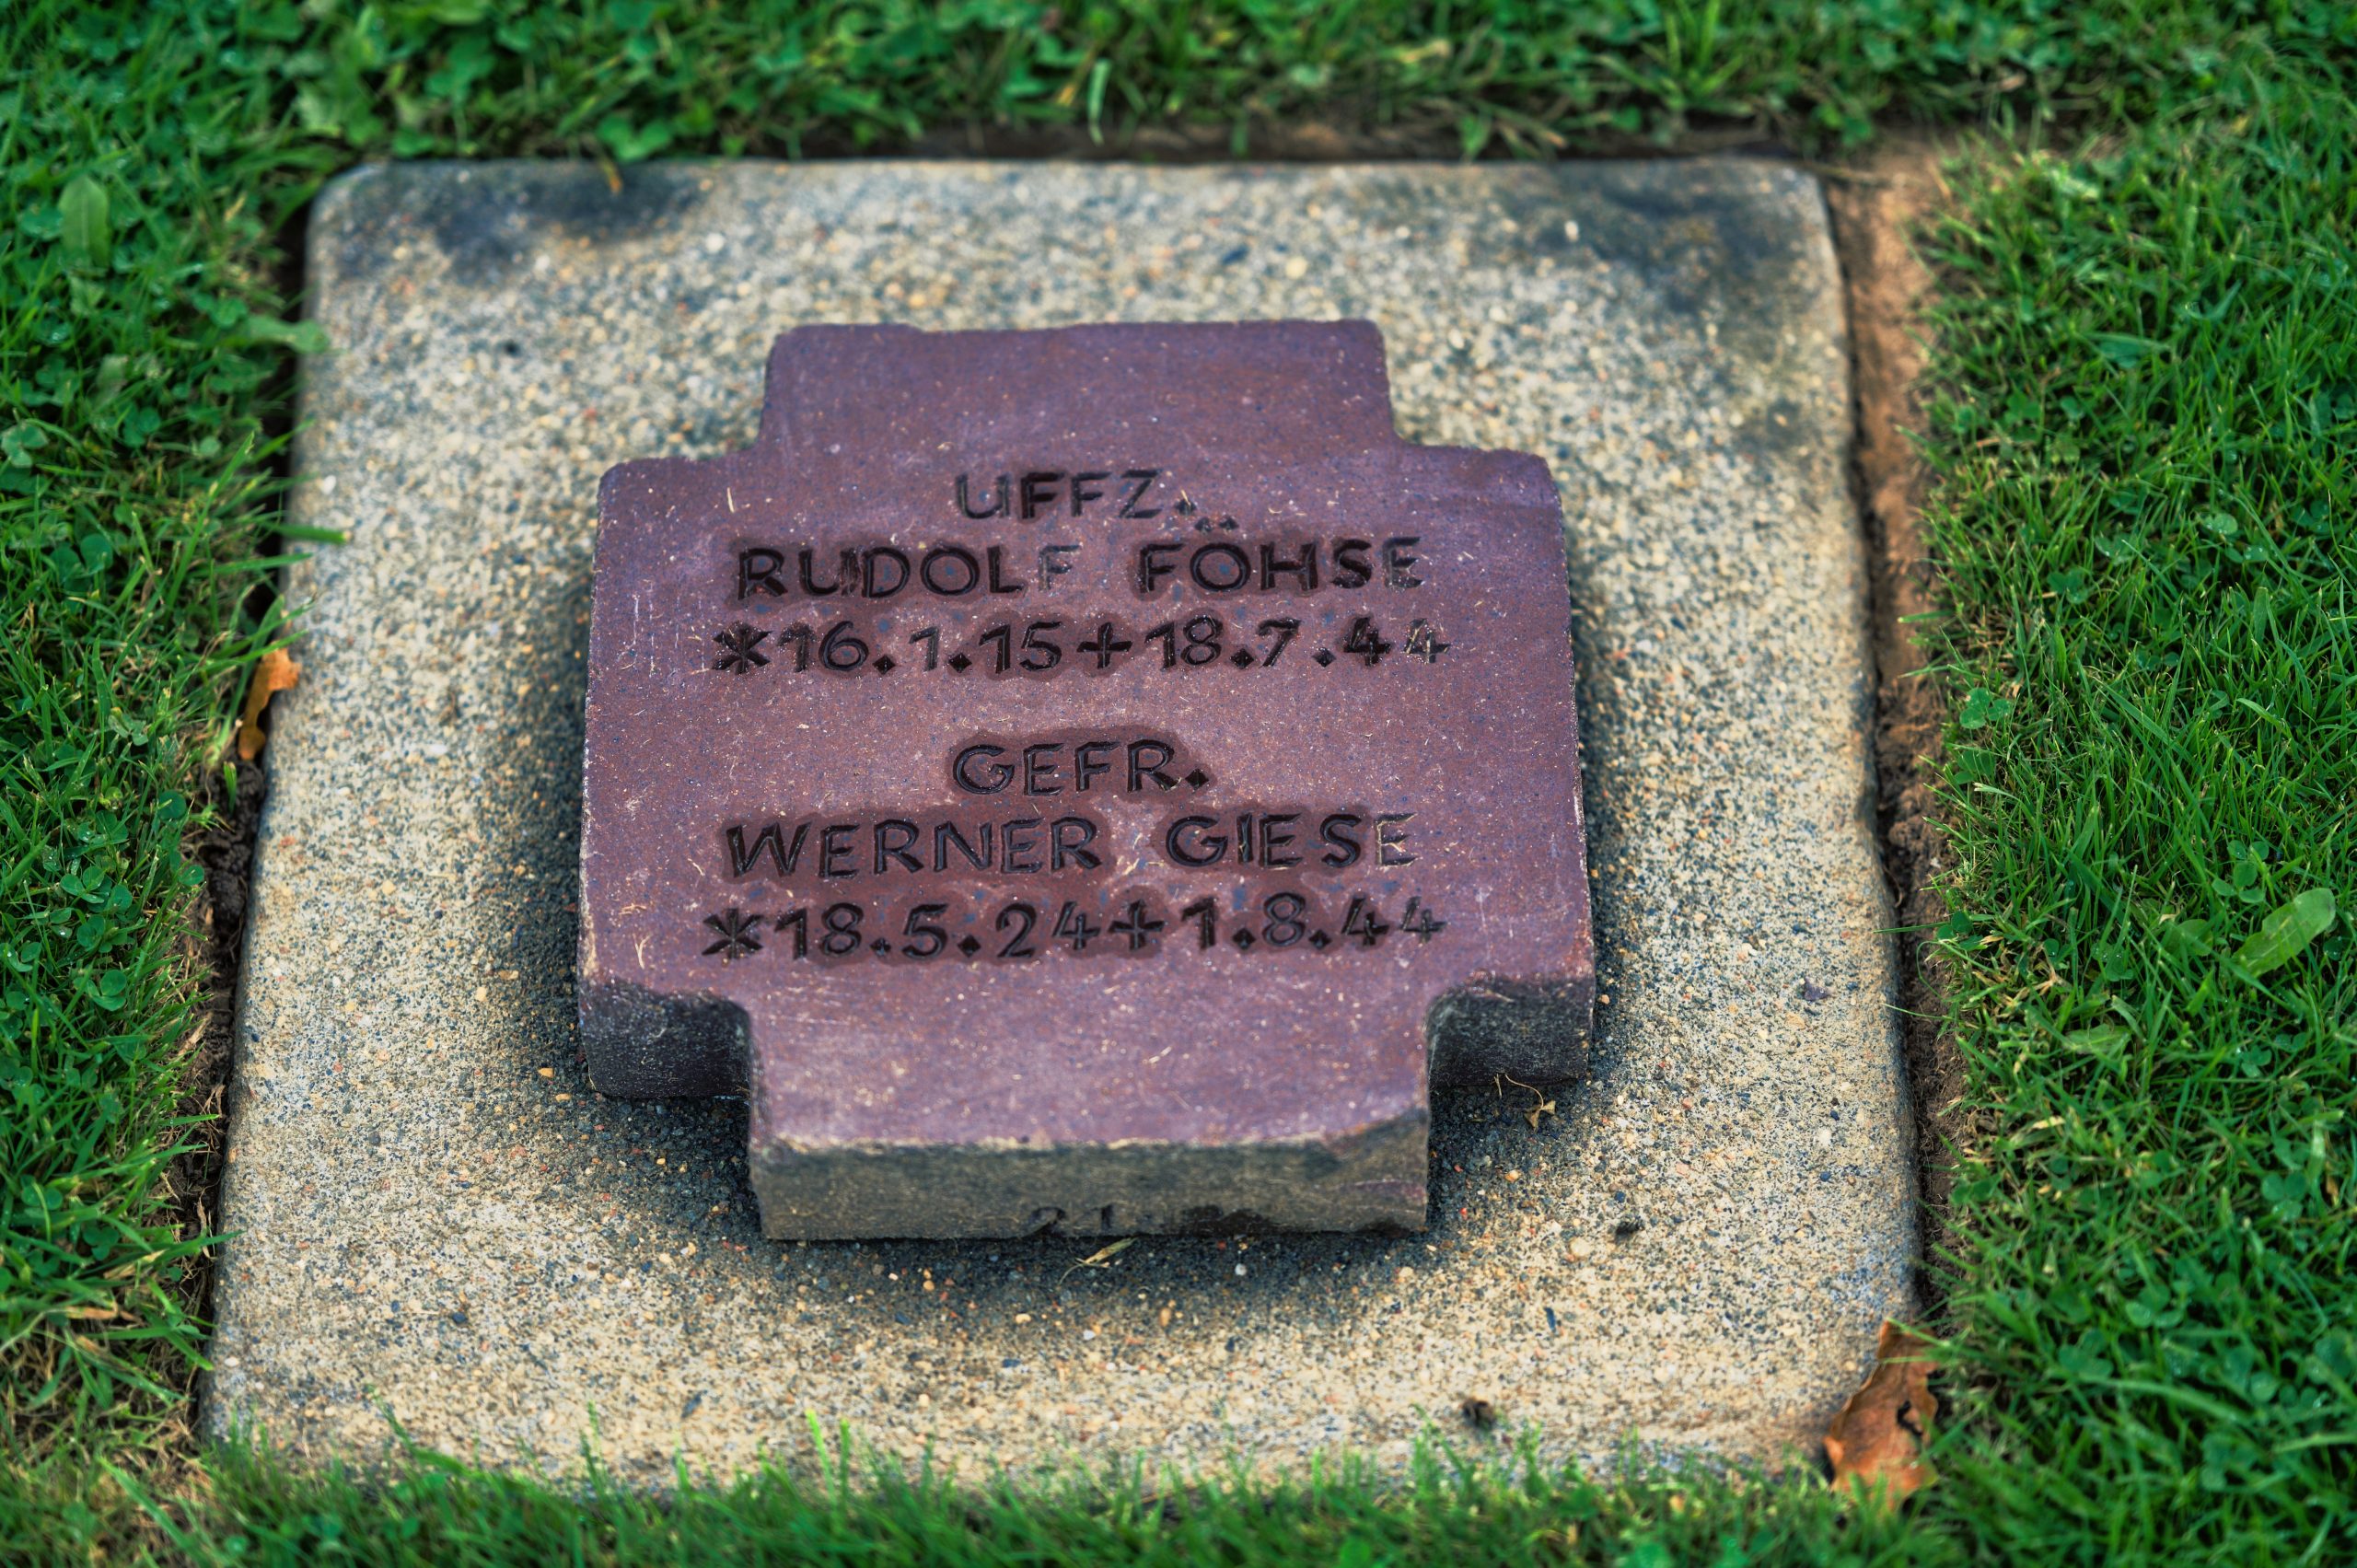 UFFZ.
RUDOLF FÖHSE
*16.1.15+18.7.44
GEFR.
WERNER GIESE
*18.5.24+1.8.44